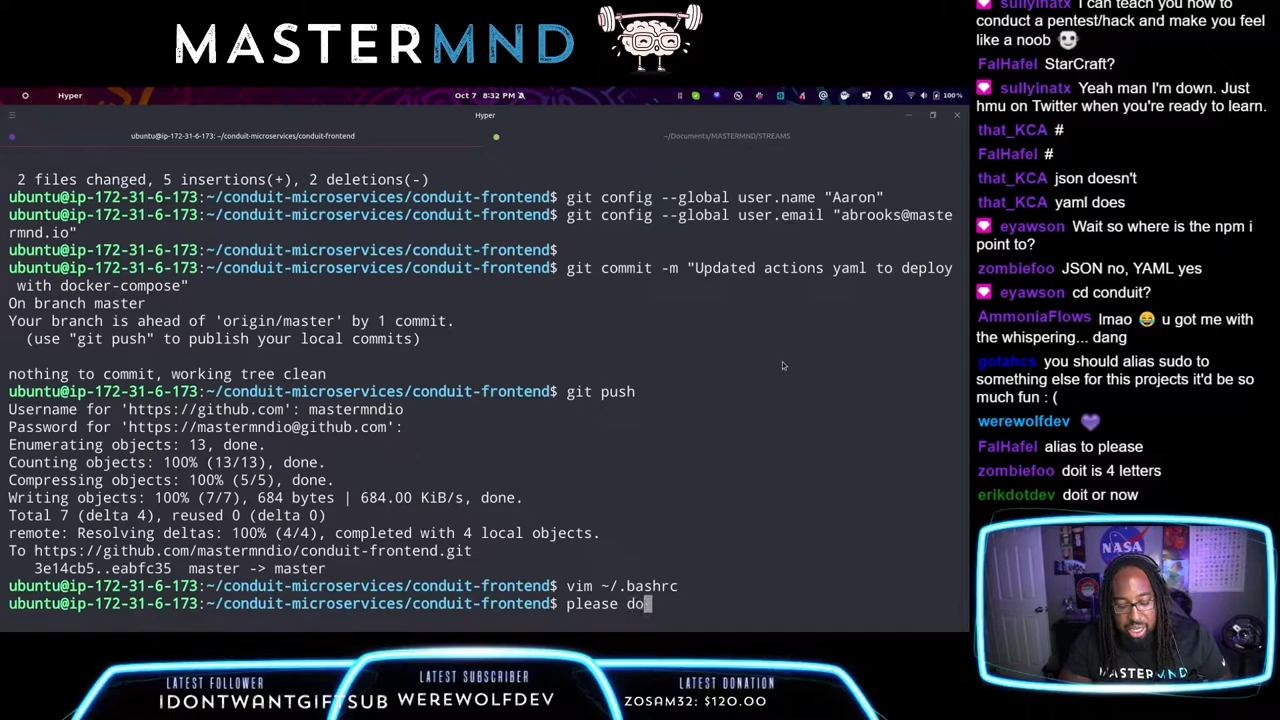 MASTERMND
Hyper
Oct 7 8:32 PM
100%
Hyper
ubuntu@ip-172-31-6-173: ~/conduit-microservices/conduit-frontend
~/Documents/MASTERMND/STREAMS
2 files changed, 5 insertions(+), 2 deletions(-)
ubuntu@ip-172-31-6-173:~/conduit-microservices/conduit-frontend$ git config --global user.name "Aaron"
ubuntu@ip-172-31-6-173:~/conduit-microservices/conduit-frontend$ git config --global user.email "abrooks@maste
rmnd.io"
ubuntu@ip-172-31-6-173:~/conduit-microservices/conduit-frontend$
ubuntu@ip-172-31-6-173:~/conduit-microservices/conduit-frontend$ git commit -m "Updated actions yaml to deploy
with docker-compose"
On branch master
Your branch is ahead of 'origin/master' by 1 commit.
(use "git push" to publish your local commits)
nothing to commit, working tree clean
ubuntu@ip-172-31-6-173:~/conduit-microservices/conduit-frontend$ git push
Username for 'https://github.com': mastermndio
Password for 'https://mastermndio@github.com':
Enumerating objects: 13, done.
Counting objects: 100% (13/13), done.
Compressing objects: 100% (5/5), done.
Writing objects: 100% (7/7), 684 bytes | 684.00 KiB/s, done.
Total 7 (delta 4), reused 0 (delta 0)
remote: Resolving deltas: 100% (4/4), completed with 4 local objects.
To https://github.com/mastermndio/conduit-frontend.git
3e14cb5..eabfc35 master -> master
ubuntu@ip-172-31-6-173:~/conduit-microservices/conduit-frontend$ vim ~/.bashrc
ubuntu@ip-172-31-6-173:~/conduit-microservices/conduit-frontend$ please do
sullyinatx I can teach you how to
conduct a pentest/hack and make you feel
like a noob
FalHafel StarCraft?
sullyinatx Yeah man I'm down. Just
hmu on Twitter when you're ready to learn.
that_KCA #
FalHafel #
that_KCA json doesn't
that_KCA yaml does
eyawson Wait so where is the npm i
point to?
zombiefoo JSON no, YAML yes
eyawson cd conduit?
AmmoniaFlows lmao 😂 u got me with
the whispering... dang
gotahcs you should alias sudo to
something else for this projects it'd be so
much fun : (
werewolfdev 💜
FalHafel alias to please
zombiefoo doit is 4 letters
erikdotdev doit or now
NASA
MASTERMND
LATEST FOLLOWER
IDONTWANTGIFTSUB
LATEST SUBSCRIBER
WEREWOLFDEV
LATEST DONATION
ZOSAM32: $120.00